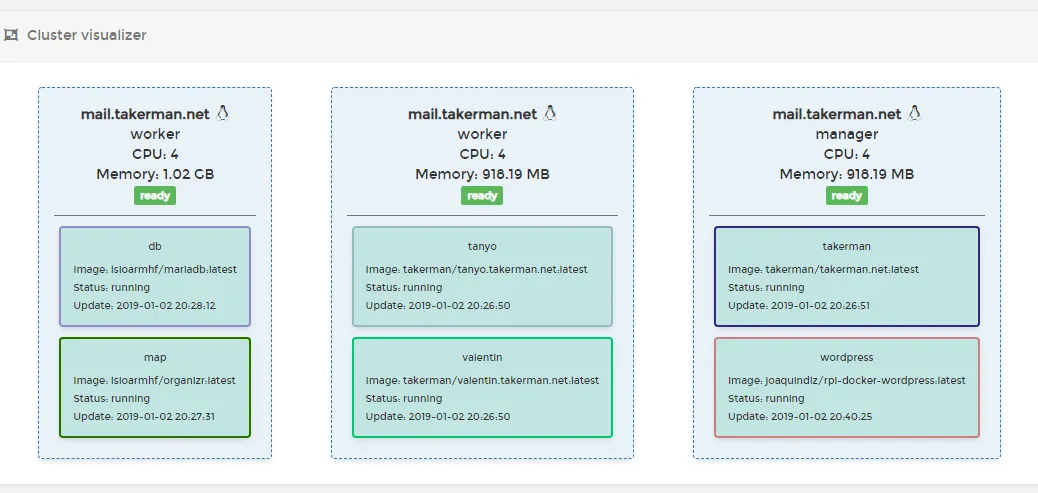 Cluster visualizer
mail.takerman.net
worker
CPU: 4
Memory: 1.02 GB
ready
db
Image: lsioarmhf/mariadb:latest
Status: running
Update: 2019-01-02 20:28:12
map
Image: lsioarmhf/organizr:latest
Status: running
Update: 2019-01-02 20:27:31
mail.takerman.net
worker
CPU: 4
Memory: 918.19 MB
ready
tanyo
Image: takerman/tanyo.takerman.net:latest
Status: running
Update: 2019-01-02 20:26:50
valentin
Image: takerman/valentin.takerman.net:latest
Status: running
Update: 2019-01-02 20:26:50
mail.takerman.net
manager
CPU: 4
Memory: 918.19 MB
ready
takerman
Image: takerman/takerman.net:latest
Status: running
Update: 2019-01-02 20:26:51
wordpress
Image: joaquindlz/rpi-docker-wordpress:latest
Status: running
Update: 2019-01-02 20:40:25